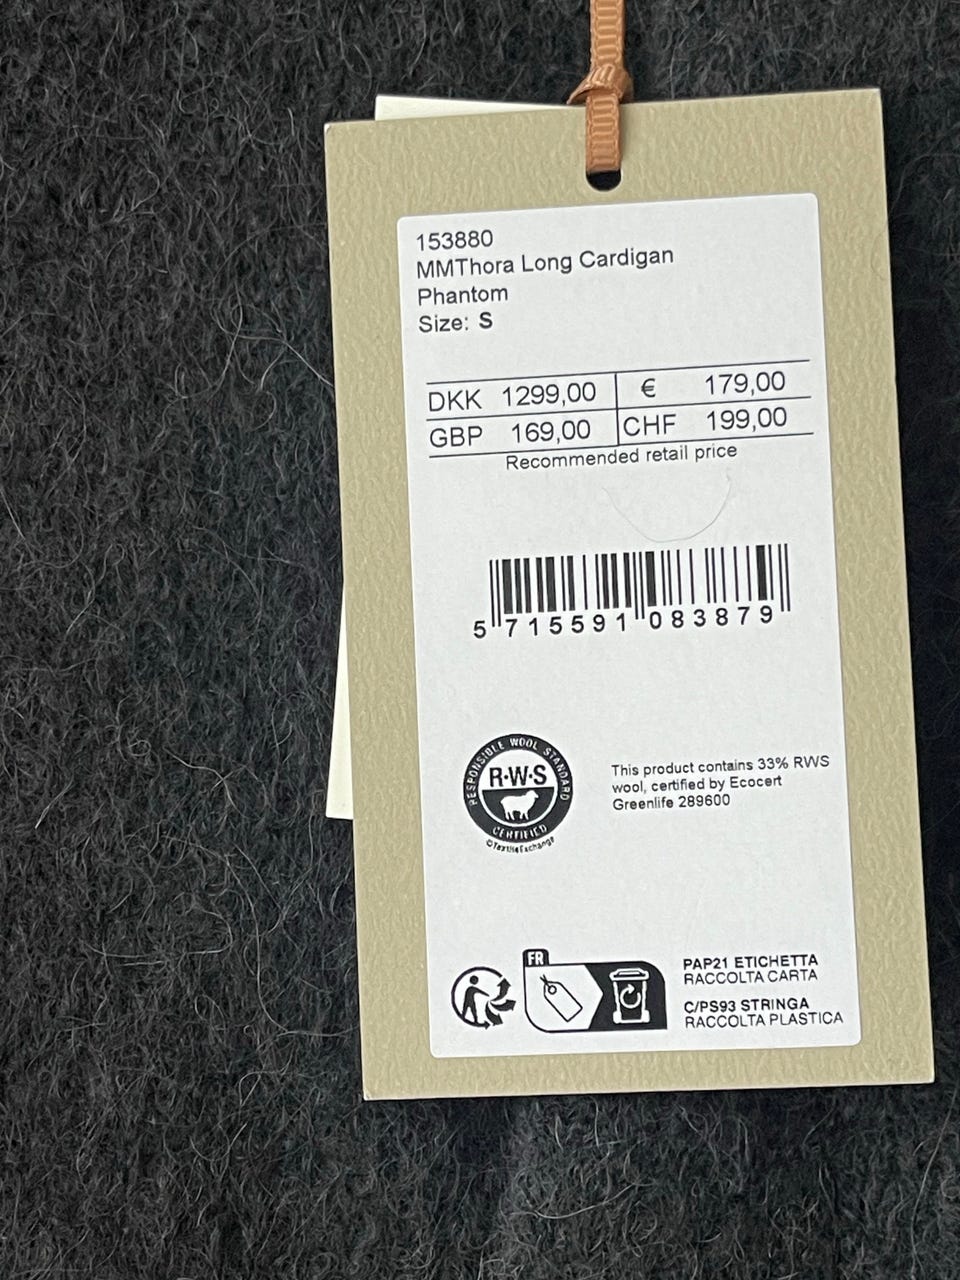 153880
MMThora Long Cardigan
Phantom
Size: S
DKK 1299,00 € 179,00
GBP 169,00 CHF 199,00
Recommended retail price
5 715591 083879
RESPONSIBLE WOOL STANDARD
R·W·S
CERTIFIED
©TextileExchange
This product contains 33% RWS
wool, certified by Ecocert
Greenlife 289600
FR
PAP21 ETICHETTA
RACCOLTA CARTA
C/PS93 STRINGA
RACCOLTA PLASTICA